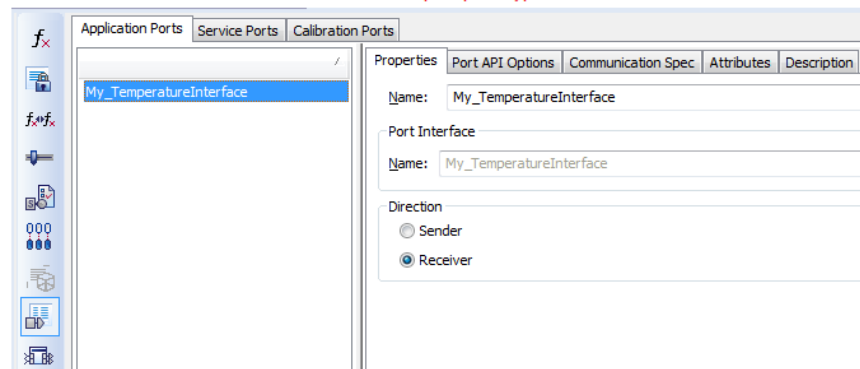 Application Ports Service Ports Calibration Ports
Properties Port API Options Communication Spec Attributes Description
My_TemperatureInterface
Name: My_TemperatureInterface
Port Interface
Name: My_TemperatureInterface
Direction
Sender
Receiver